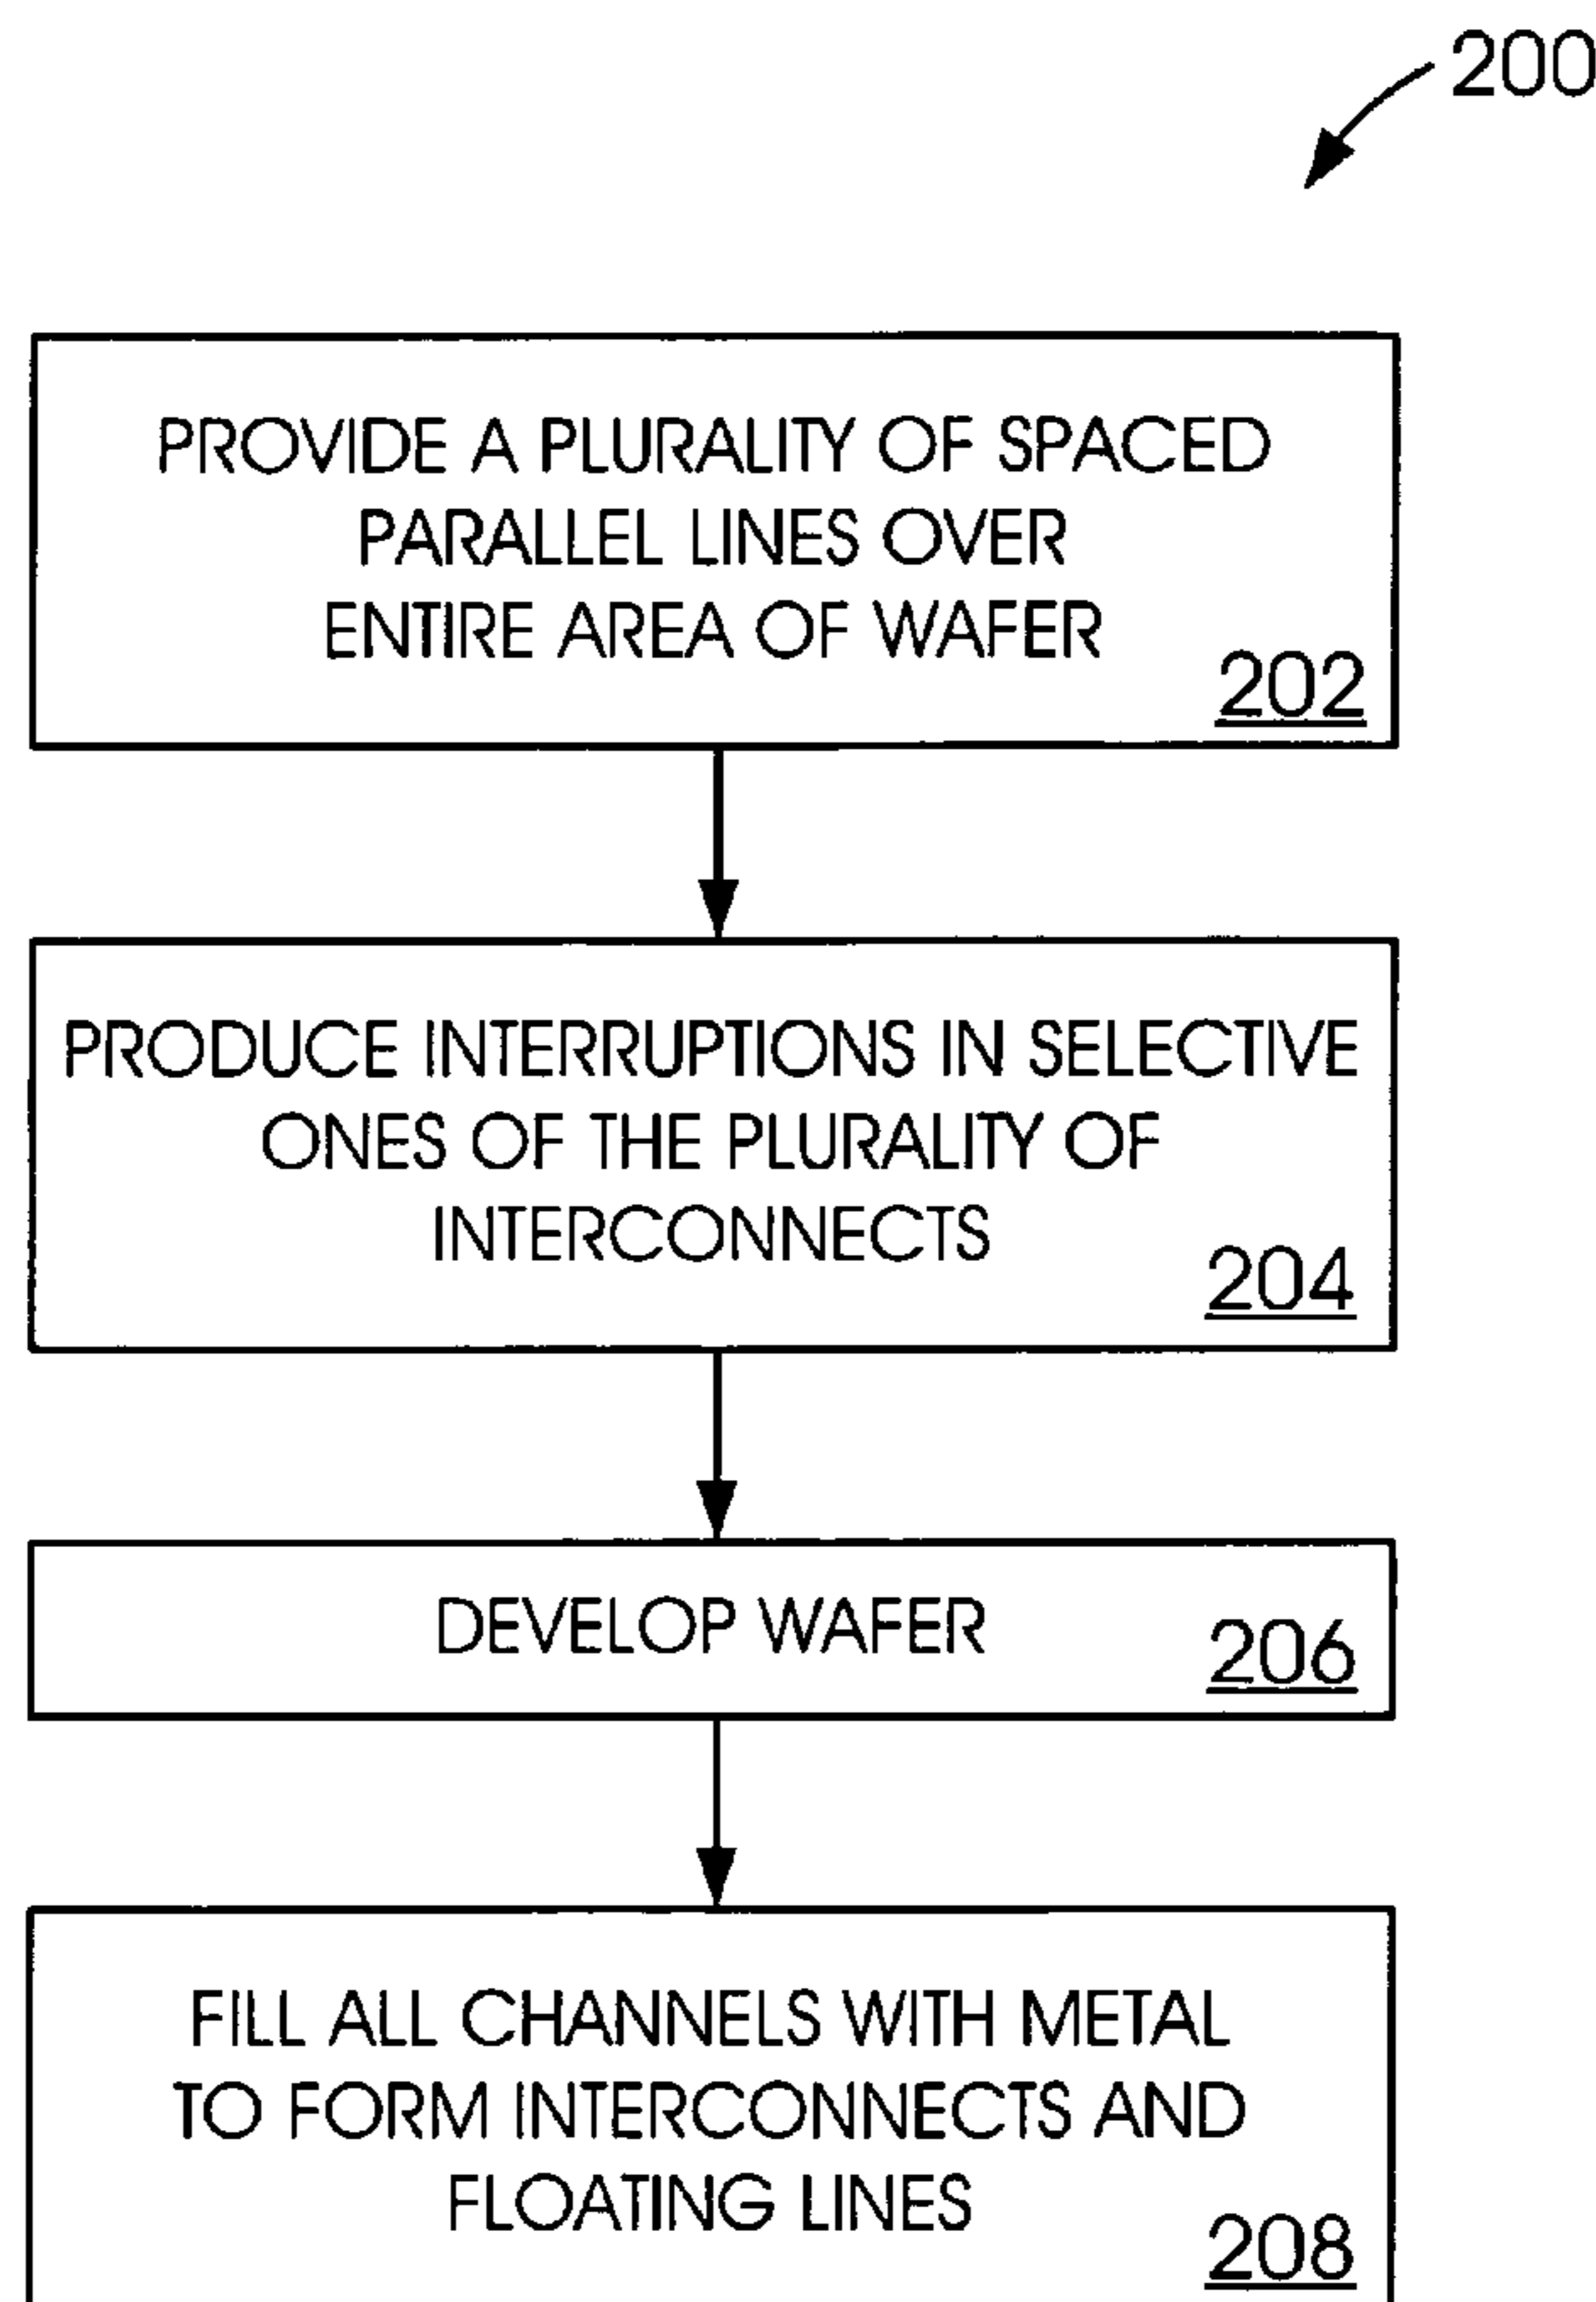 200
PROVIDE A PLURALITY OF SPACED
PARALLEL LINES OVER
ENTIRE AREA OF WAFER
202
PRODUCE INTERRUPTIONS IN SELECTIVE
ONES OF THE PLURALITY OF
INTERCONNECTS
204
DEVELOP WAFER
206
FILL ALL CHANNELS WITH METAL
TO FORM INTERCONNECTS AND
FLOATING LINES
208